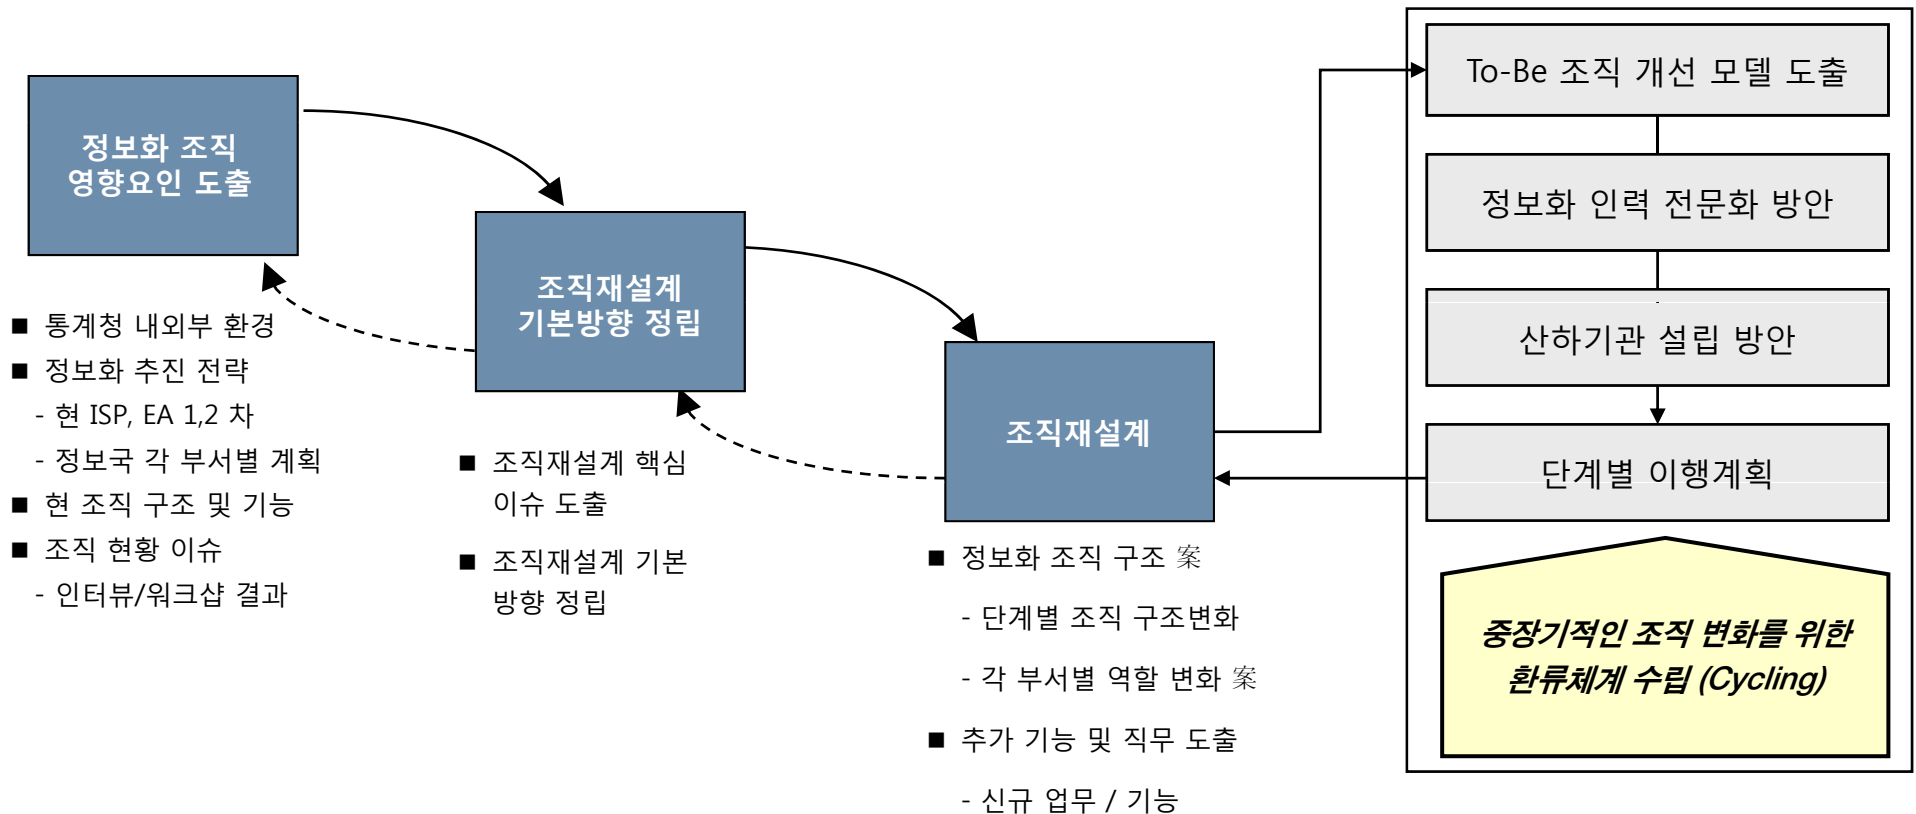 정보화 조직
영향요인 도출
■ 통계청 내외부 환경
■ 정보화 추진 전략
- 현 ISP, EA 1,2 차
- 정보국 각 부서별 계획
■ 현 조직 구조 및 기능
■ 조직 현황 이슈
- 인터뷰/워크샵 결과
조직재설계
기본방향 정립
■ 조직재설계 핵심
이슈 도출
■ 조직재설계 기본
방향 정립
조직재설계
■ 정보화 조직 구조 案
- 단계별 조직 구조변화
- 각 부서별 역할 변화 案
■ 추가 기능 및 직무 도출
- 신규 업무 / 기능
To-Be 조직 개선 모델 도출
정보화 인력 전문화 방안
산하기관 설립 방안
단계별 이행계획
중장기적인 조직 변화를 위한
환류체계 수립 (Cycling)